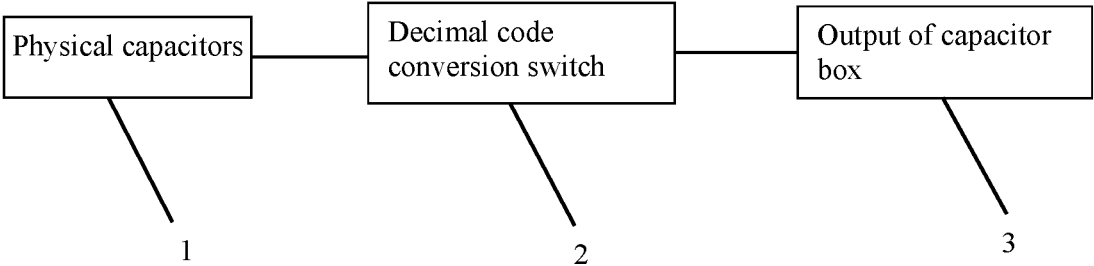 Physical capacitors
Decimal code
conversion switch
Output of capacitor
box
1
2
3